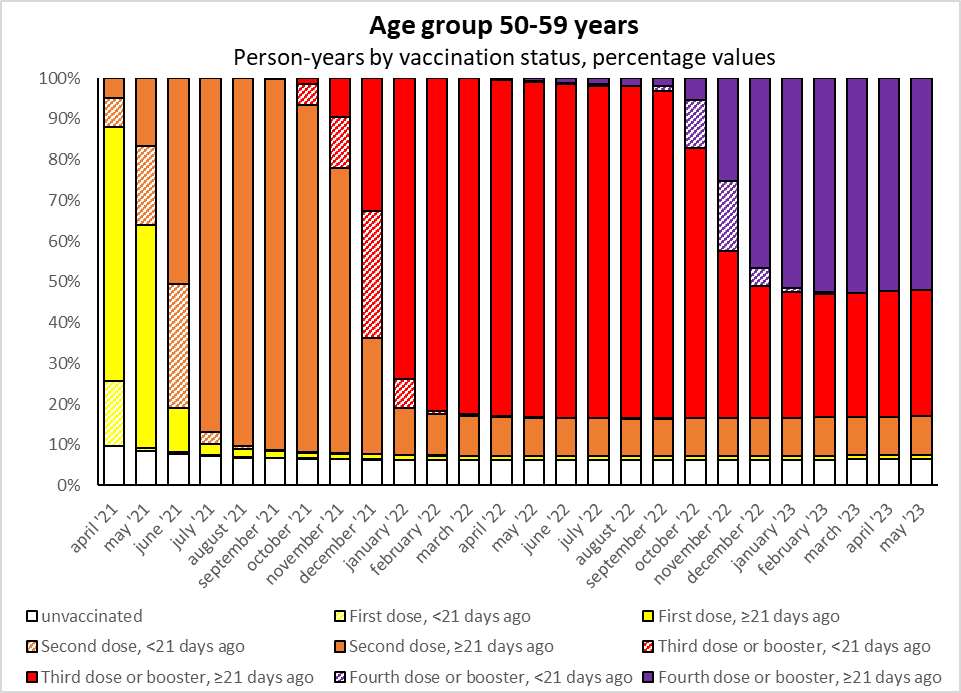 Age group 50-59 years
Person-years by vaccination status, percentage values
100%
90%
80%
70%
60%
50%
40%
30%
20%
10%
0%
april '21
may '21
june '21
july '21
august '21
september '21
october '21
november '21
december '21
january '22
february '22
march '22
april '22
may '22
june '22
july '22
august '22
september '22
october '22
november '22
december '22
january '23
february '23
march '23
april '23
may '23
unvaccinated First dose, <21 days ago First dose, ≥21 days ago
Second dose, <21 days ago Second dose, ≥21 days ago Third dose or booster, <21 days ago
Third dose or booster, ≥21 days ago Fourth dose or booster, <21 days ago Fourth dose or booster, ≥21 days ago